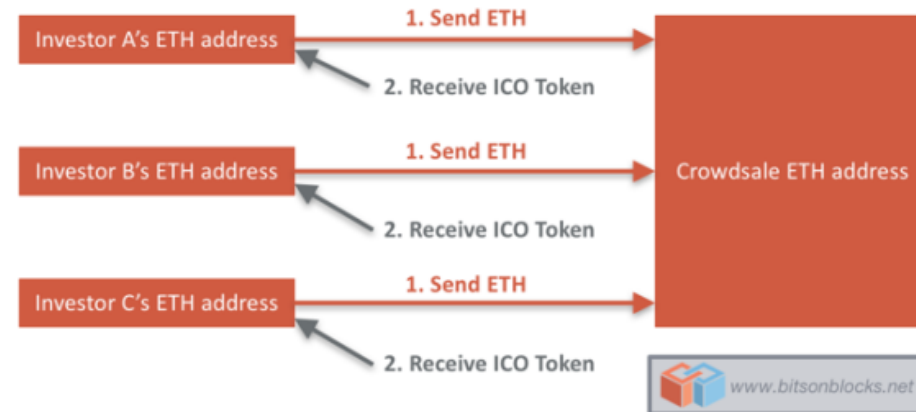 1. Send ETH
Investor A's ETH address
2. Receive ICO Token
1. Send ETH
Investor B's ETH address
Crowdsale ETH address
2. Receive ICO Token
1. Send ETH
Investor C's ETH address
2. Receive ICO Token
www.bitsonblocks.net